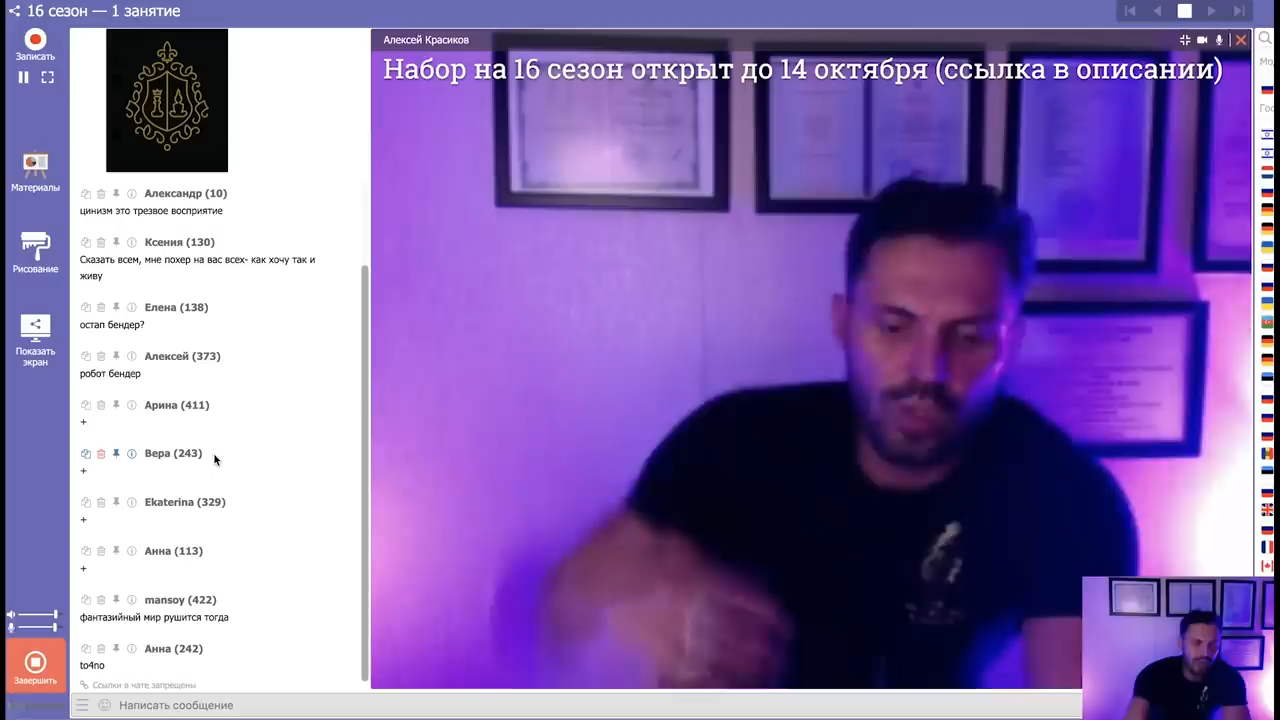 16 сезон — 1 занятие
Записать
Материалы
Рисование
Показать
экран
Завершить
Александр (10)
цинизм это трезвое восприятие
Ксения (130)
Сказать всем, мне похер на вас всех- как хочу так и
живу
Елена (138)
остап бендер?
Алексей (373)
робот бендер
Арина (411)
+
Вера (243)
+
Ekaterina (329)
+
Анна (113)
+
mansoy (422)
фантазийный мир рушится тогда
Анна (242)
to4no
Ссылки в чате запрещены
Написать сообщение
Алексей Красиков
Набор на 16 сезон открыт до 14 октября (ссылка в описании)